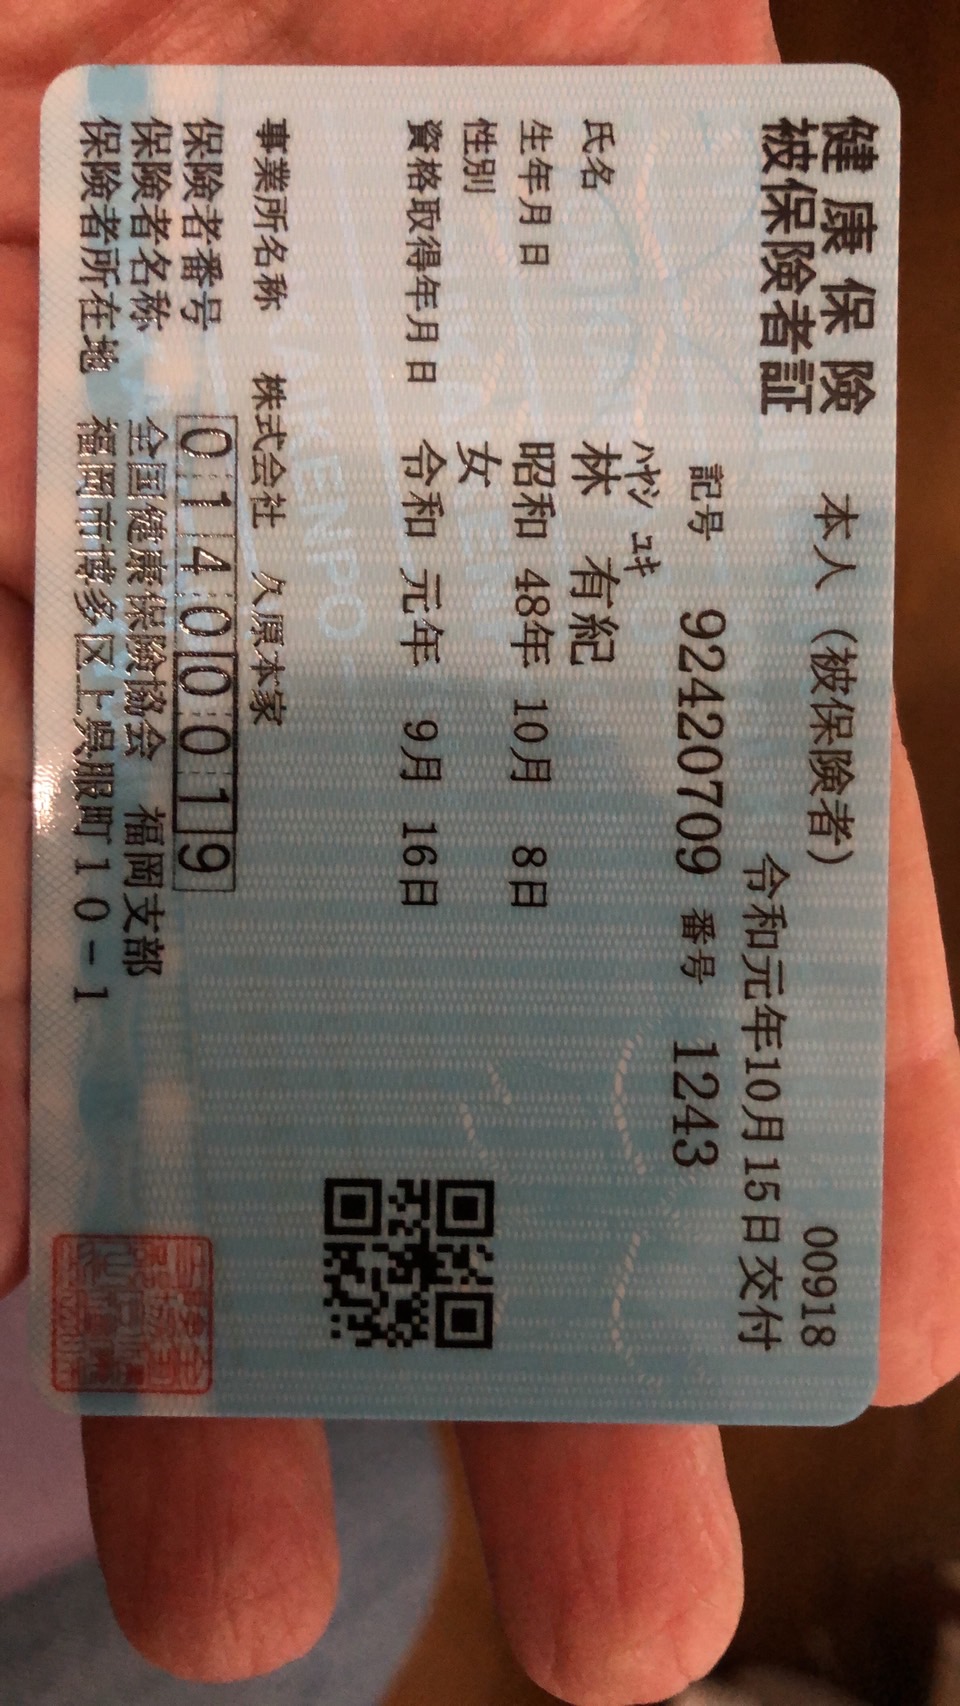 健康保険 本人（被保険者） 00918
被保険者証 令和元年10月15日交付
記号 92420709 番号 1243
ﾊﾔｼ ﾕｷ
氏名 林 有紀
生年月日 昭和 48年 10月 8日
性別 女
資格取得年月日 令和 元年 9月 16日
事業所名称 株式会社 久原本家
保険者番号 01400019
保険者名称 全国健康保険協会 福岡支部
保険者所在地 福岡市博多区上呉服町10-1